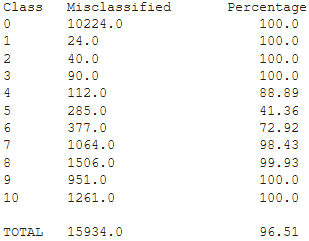 Class Misclassified Percentage
0 10224.0 100.0
1 24.0 100.0
2 40.0 100.0
3 90.0 100.0
4 112.0 88.89
5 285.0 41.36
6 377.0 72.92
7 1064.0 98.43
8 1506.0 99.93
9 951.0 100.0
10 1261.0 100.0
TOTAL 15934.0 96.51